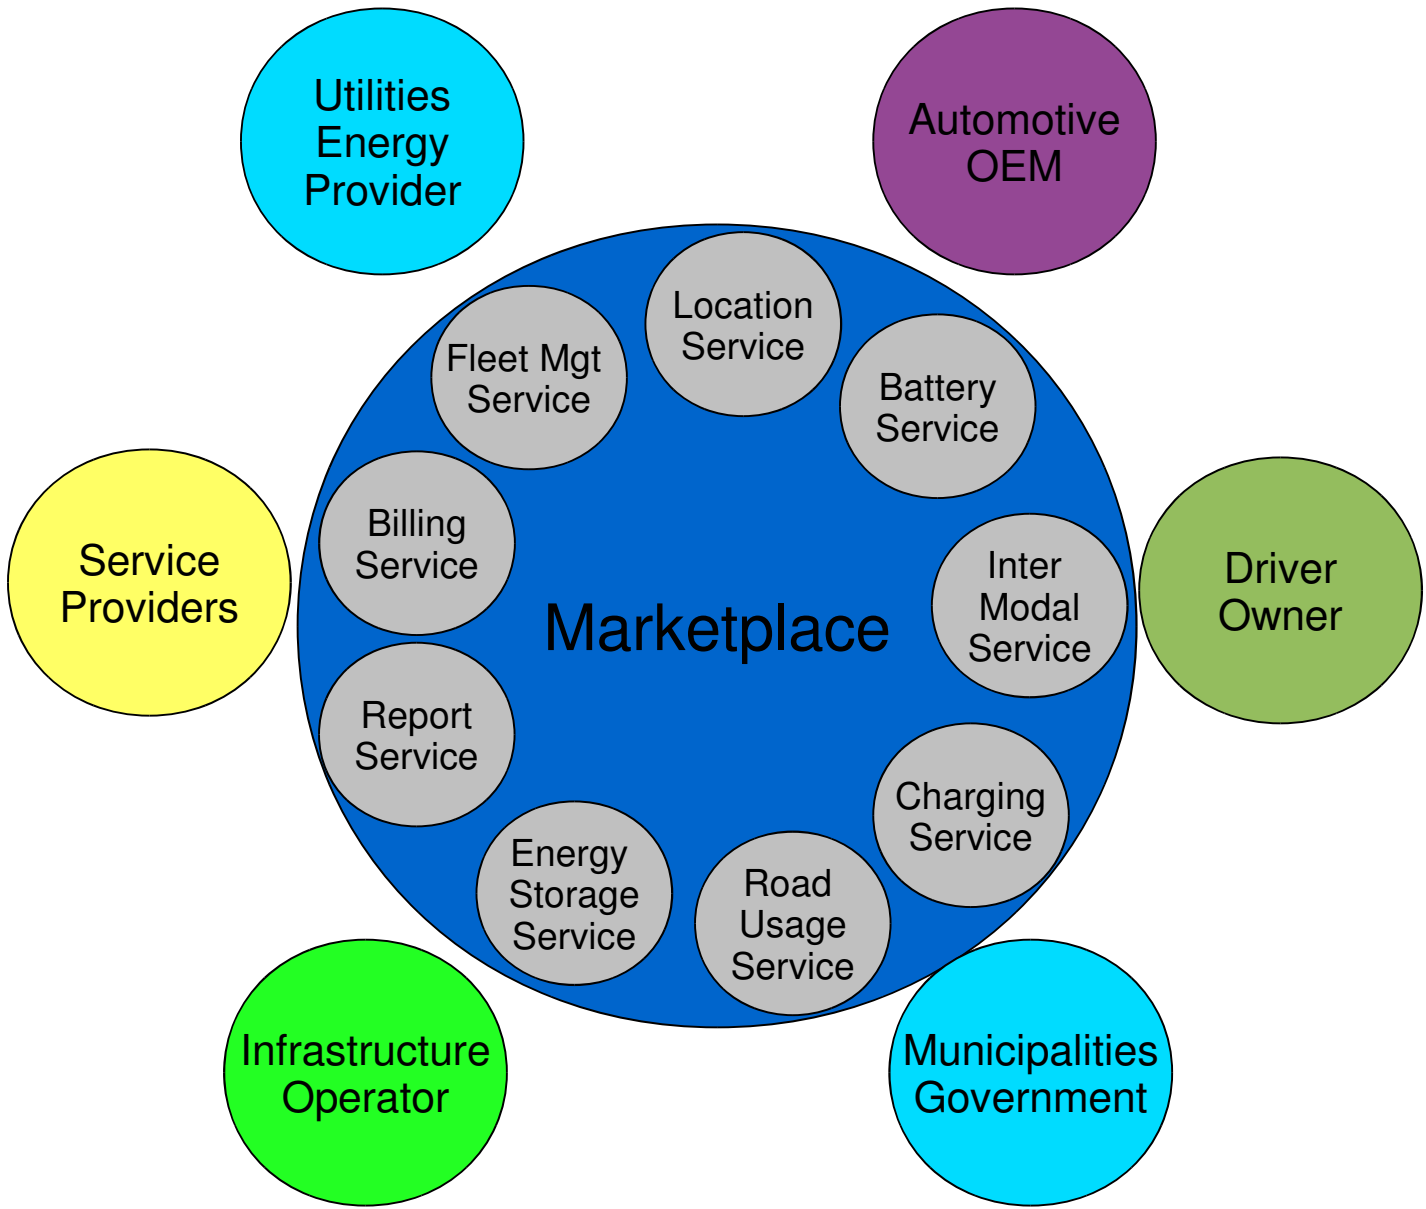 Utilities
Energy
Provider
Automotive
OEM
Location
Service
Fleet Mgt
Service
Battery
Service
Billing
Service
Service
Providers
Inter
Modal
Service
Driver
Owner
Marketplace
Report
Service
Charging
Service
Energy
Storage
Service
Road
Usage
Service
Infrastructure
Operator
Municipalities
Government